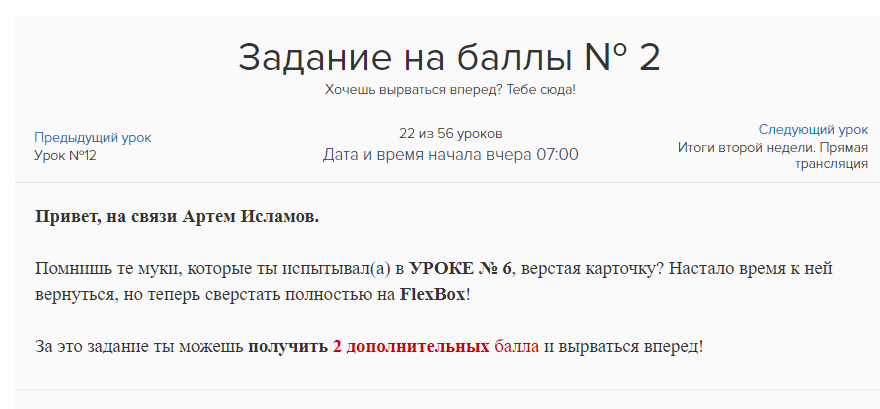 Задание на баллы № 2
Хочешь вырваться вперед? Тебе сюда!
Предыдущий урок
Урок №12
22 из 56 уроков
Дата и время начала вчера 07:00
Следующий урок
Итоги второй недели. Прямая
трансляция
Привет, на связи Артем Исламов.
Помнишь те муки, которые ты испытывал(а) в УРОКЕ № 6, верстая карточку? Настало время к ней
вернуться, но теперь сверстать полностью на FlexBox!
За это задание ты можешь получить 2 дополнительных балла и вырваться вперед!